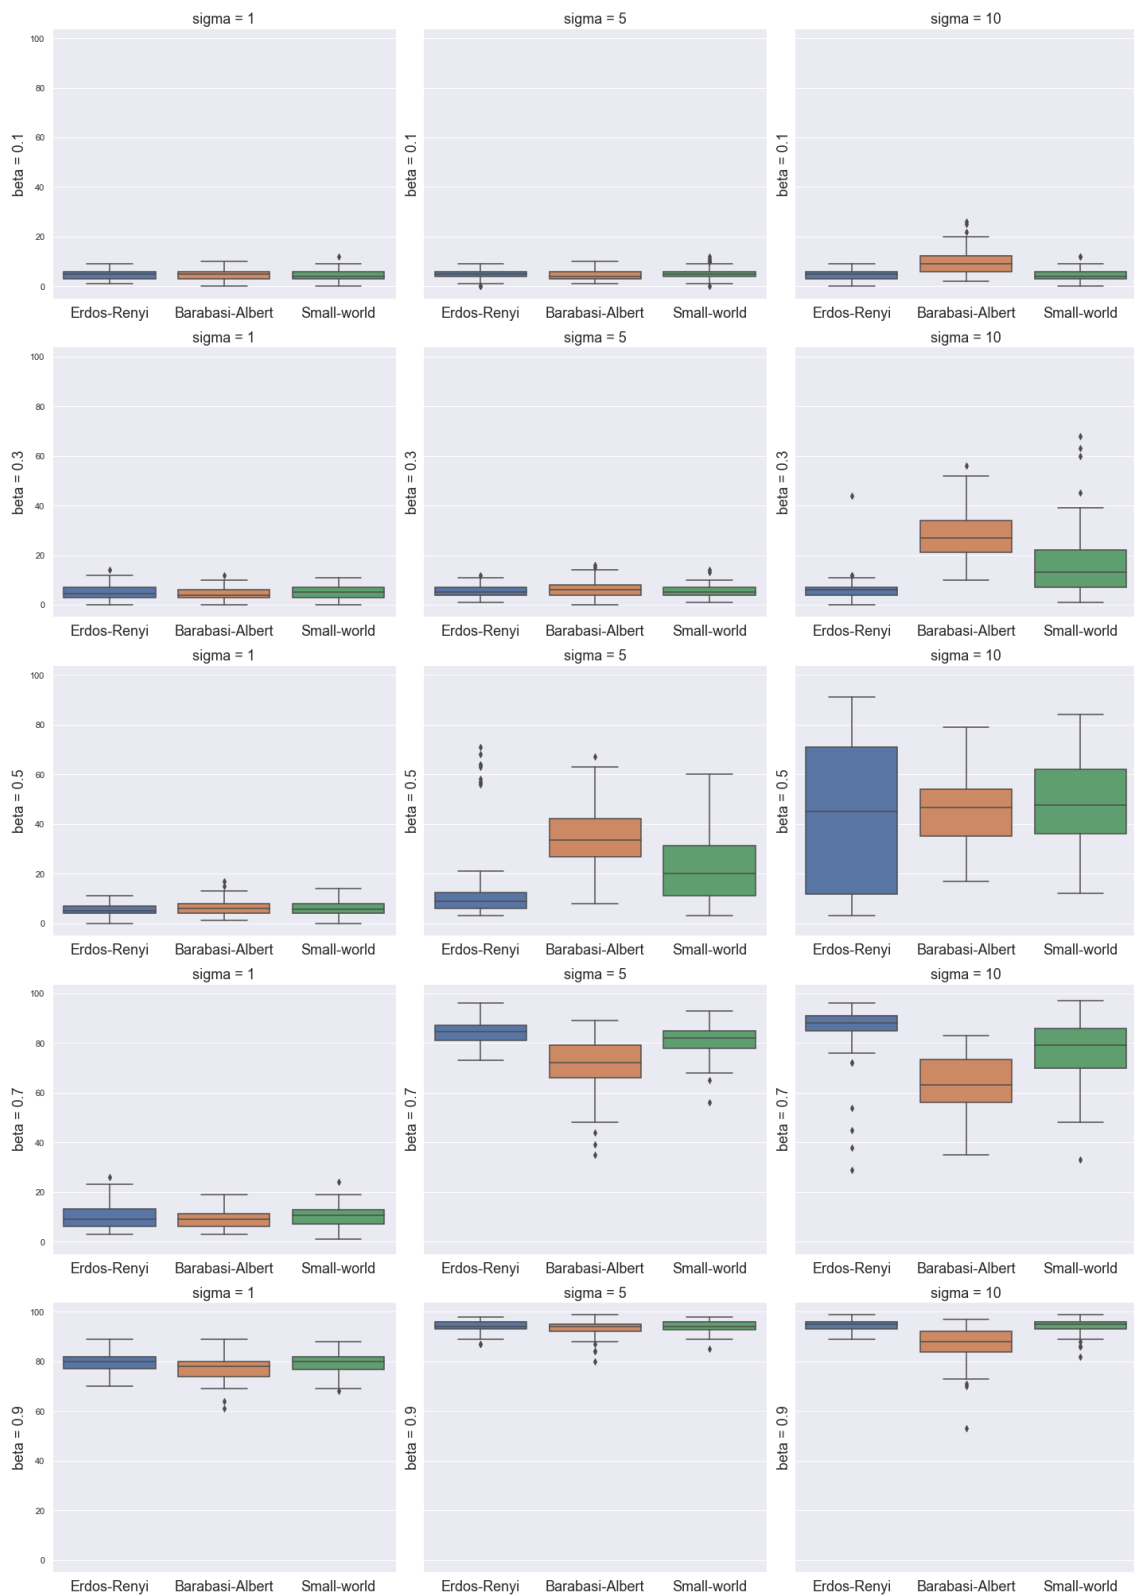 sigma = 1 sigma = 5 sigma = 10
100
80
60
40
20
0
beta = 0.1 beta = 0.1 beta = 0.1
Erdos-Renyi Barabasi-Albert Small-world Erdos-Renyi Barabasi-Albert Small-world Erdos-Renyi Barabasi-Albert Small-world
sigma = 1 sigma = 5 sigma = 10
100
80
60
40
20
0
beta = 0.3 beta = 0.3 beta = 0.3
Erdos-Renyi Barabasi-Albert Small-world Erdos-Renyi Barabasi-Albert Small-world Erdos-Renyi Barabasi-Albert Small-world
sigma = 1 sigma = 5 sigma = 10
100
80
60
40
20
0
beta = 0.5 beta = 0.5 beta = 0.5
Erdos-Renyi Barabasi-Albert Small-world Erdos-Renyi Barabasi-Albert Small-world Erdos-Renyi Barabasi-Albert Small-world
sigma = 1 sigma = 5 sigma = 10
100
80
60
40
20
0
beta = 0.7 beta = 0.7 beta = 0.7
Erdos-Renyi Barabasi-Albert Small-world Erdos-Renyi Barabasi-Albert Small-world Erdos-Renyi Barabasi-Albert Small-world
sigma = 1 sigma = 5 sigma = 10
100
80
60
40
20
0
beta = 0.9 beta = 0.9 beta = 0.9
Erdos-Renyi Barabasi-Albert Small-world Erdos-Renyi Barabasi-Albert Small-world Erdos-Renyi Barabasi-Albert Small-world